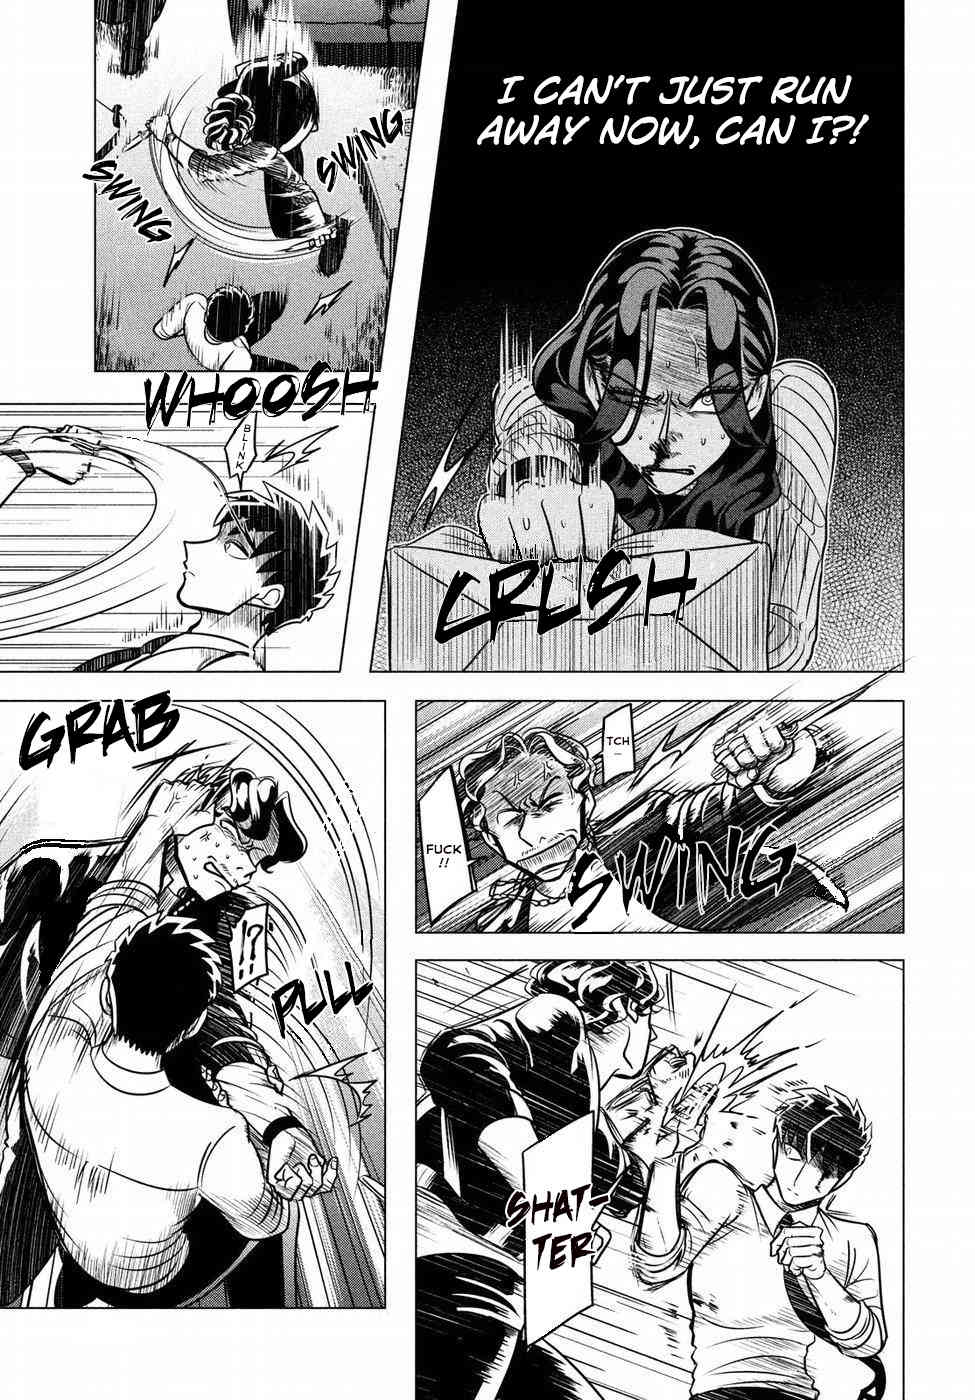 I CAN'T JUST RUN
AWAY NOW, CAN I?!
CRUSH
SWING
SWING
WHOOSH
BLINK
TCH
—
FUCK
!!
SWING
SHAT-
TER
GRAB
!?
PULL